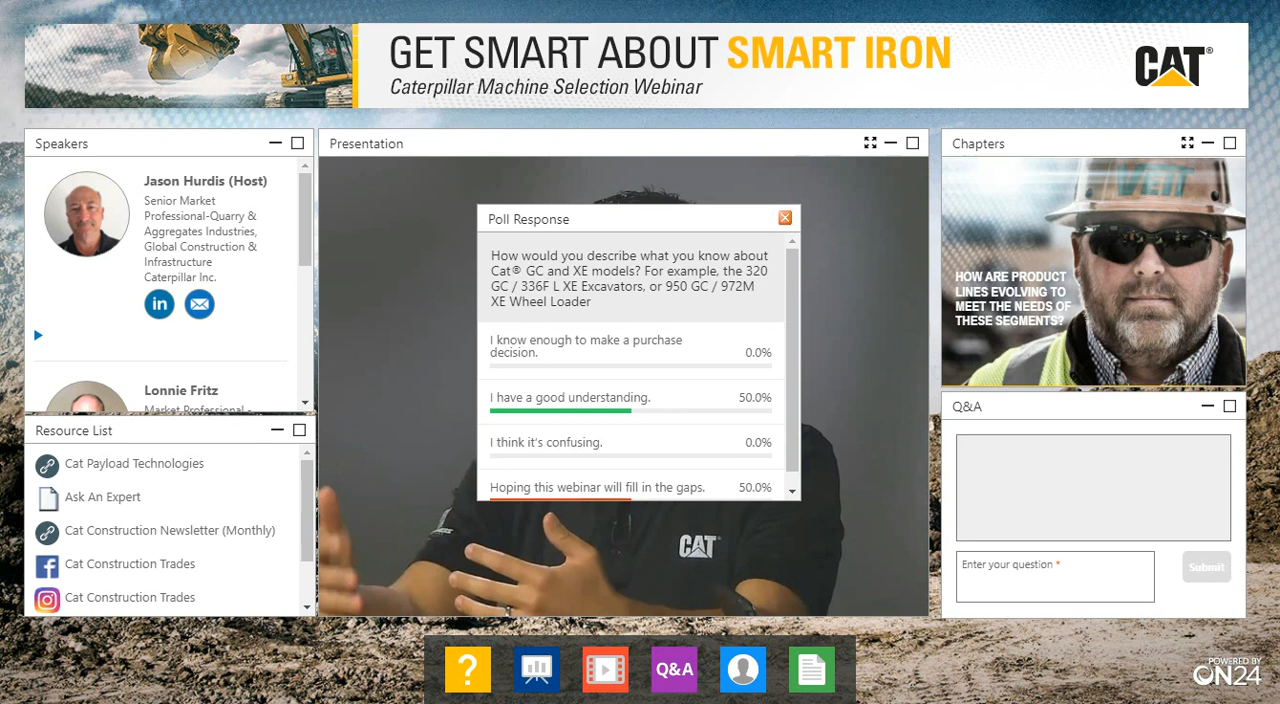 GET SMART ABOUT SMART IRON
Caterpillar Machine Selection Webinar
CAT®
Speakers
Jason Hurdis (Host)
Senior Market
Professional-Quarry &
Aggregates Industries,
Global Construction &
Infrastructure
Caterpillar Inc.
in
Lonnie Fritz
Market Professional -
Resource List
Cat Payload Technologies
Ask An Expert
Cat Construction Newsletter (Monthly)
Cat Construction Trades
Cat Construction Trades
Presentation
Poll Response
How would you describe what you know about
Cat® GC and XE models? For example, the 320
GC / 336F L XE Excavators, or 950 GC / 972M
XE Wheel Loader
I know enough to make a purchase
decision. 0.0%
I have a good understanding. 50.0%
I think it's confusing. 0.0%
Hoping this webinar will fill in the gaps. 50.0%
CAT
Chapters
VEIT
HOW ARE PRODUCT
LINES EVOLVING TO
MEET THE NEEDS OF
THESE SEGMENTS?
Q&A
Enter your question *
Submit
?
Q&A
POWERED BY
ON24